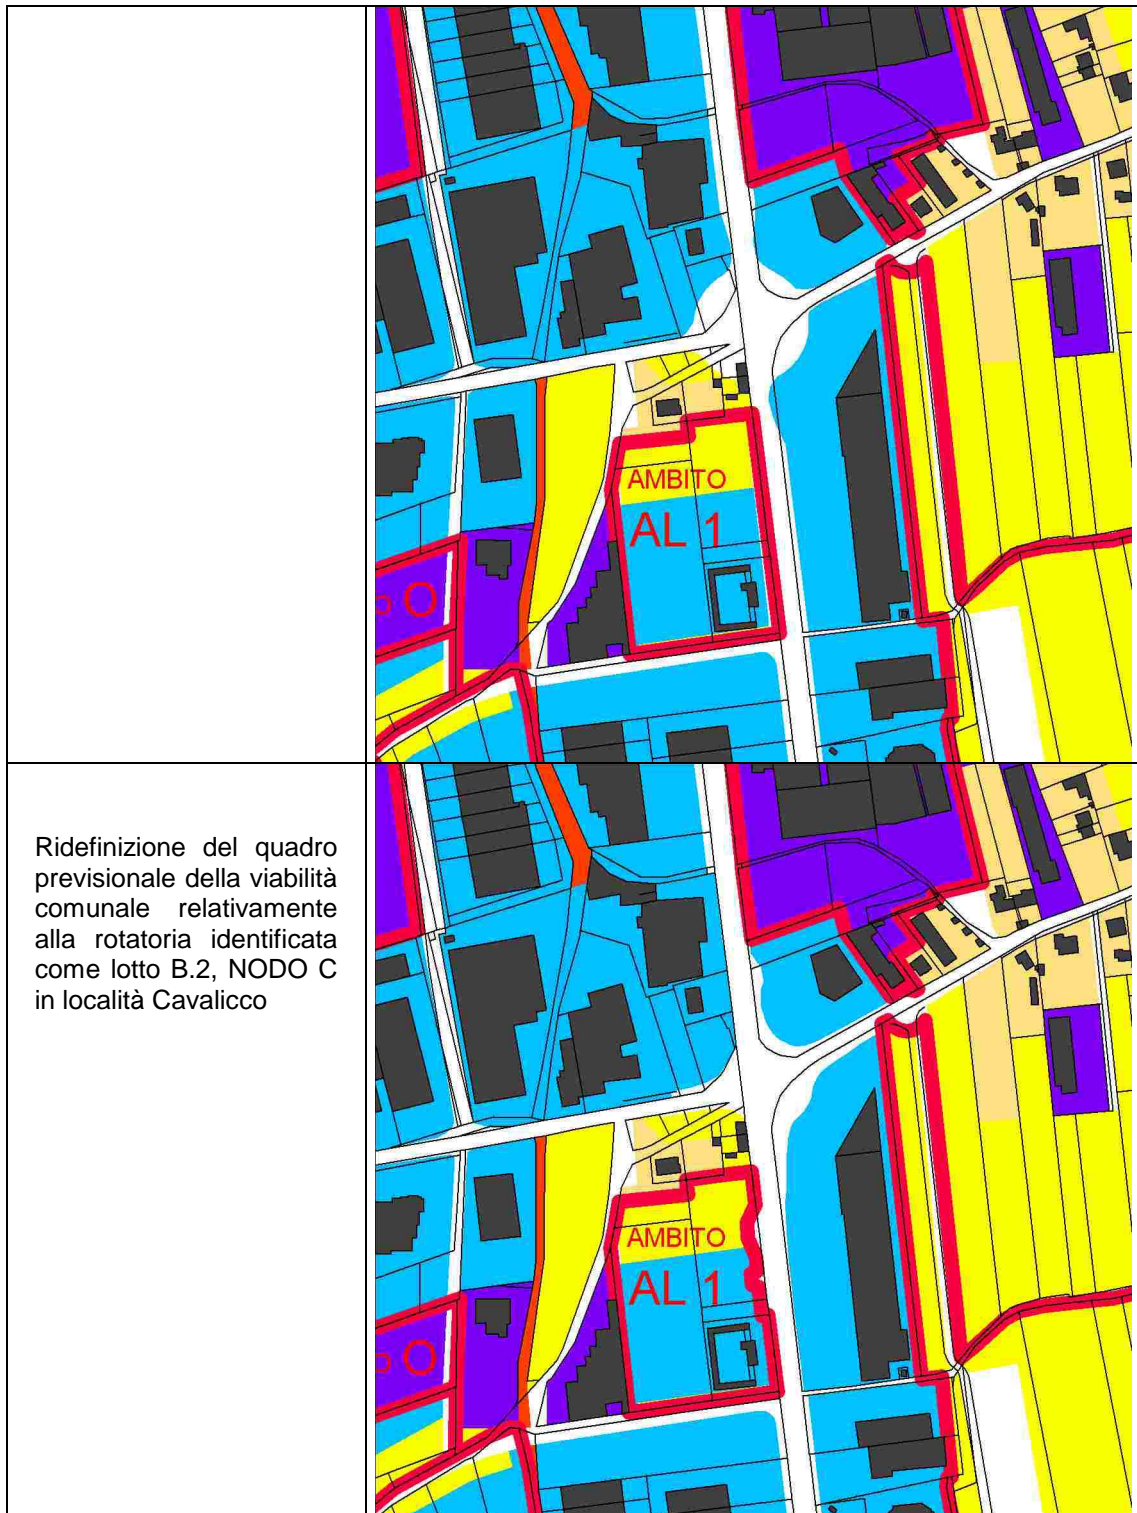 AMBITO
AL 1
O
Ridefinizione del quadro
previsionale della viabilità
comunale relativamente
alla rotatoria identificata
come lotto B.2, NODO C
in località Cavalicco
AMBITO
AL 1
O